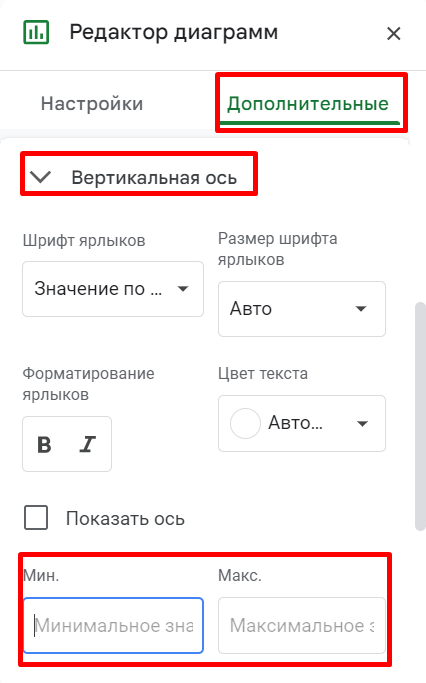 Редактор диаграмм
Настройки
Дополнительные
Вертикальная ось
Шрифт ярлыков
Размер шрифта
ярлыков
Значение по ...
Авто
Форматирование
ярлыков
Цвет текста
B I
Авто...
Показать ось
Мин.
Макс.
Минимальное зна
Максимальное з